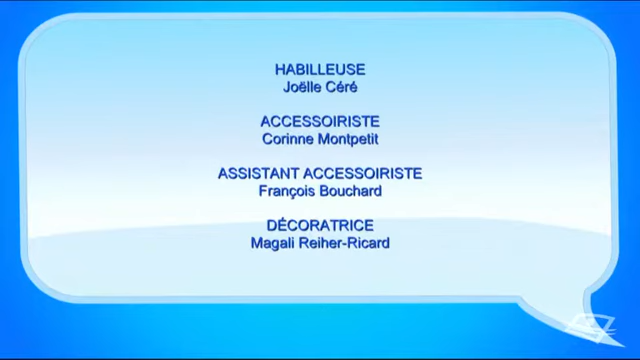 HABILLEUSE
Joëlle Céré
ACCESSOIRISTE
Corinne Montpetit
ASSISTANT ACCESSOIRISTE
François Bouchard
DÉCORATRICE
Magali Reiher-Ricard